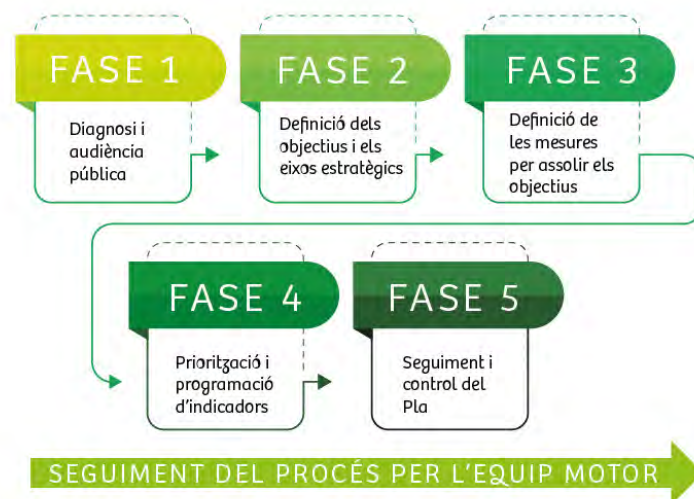 FASE 1
Diagnosi i
audiència
pública
FASE 2
Definició dels
objectius i els
eixos estratègics
FASE 3
Definició de
les mesures
per assolir els
objectius
FASE 4
Priorització i
programació
d'indicadors
FASE 5
Seguiment i
control del
Pla
SEGUIMENT DEL PROCÉS PER L'EQUIP MOTOR